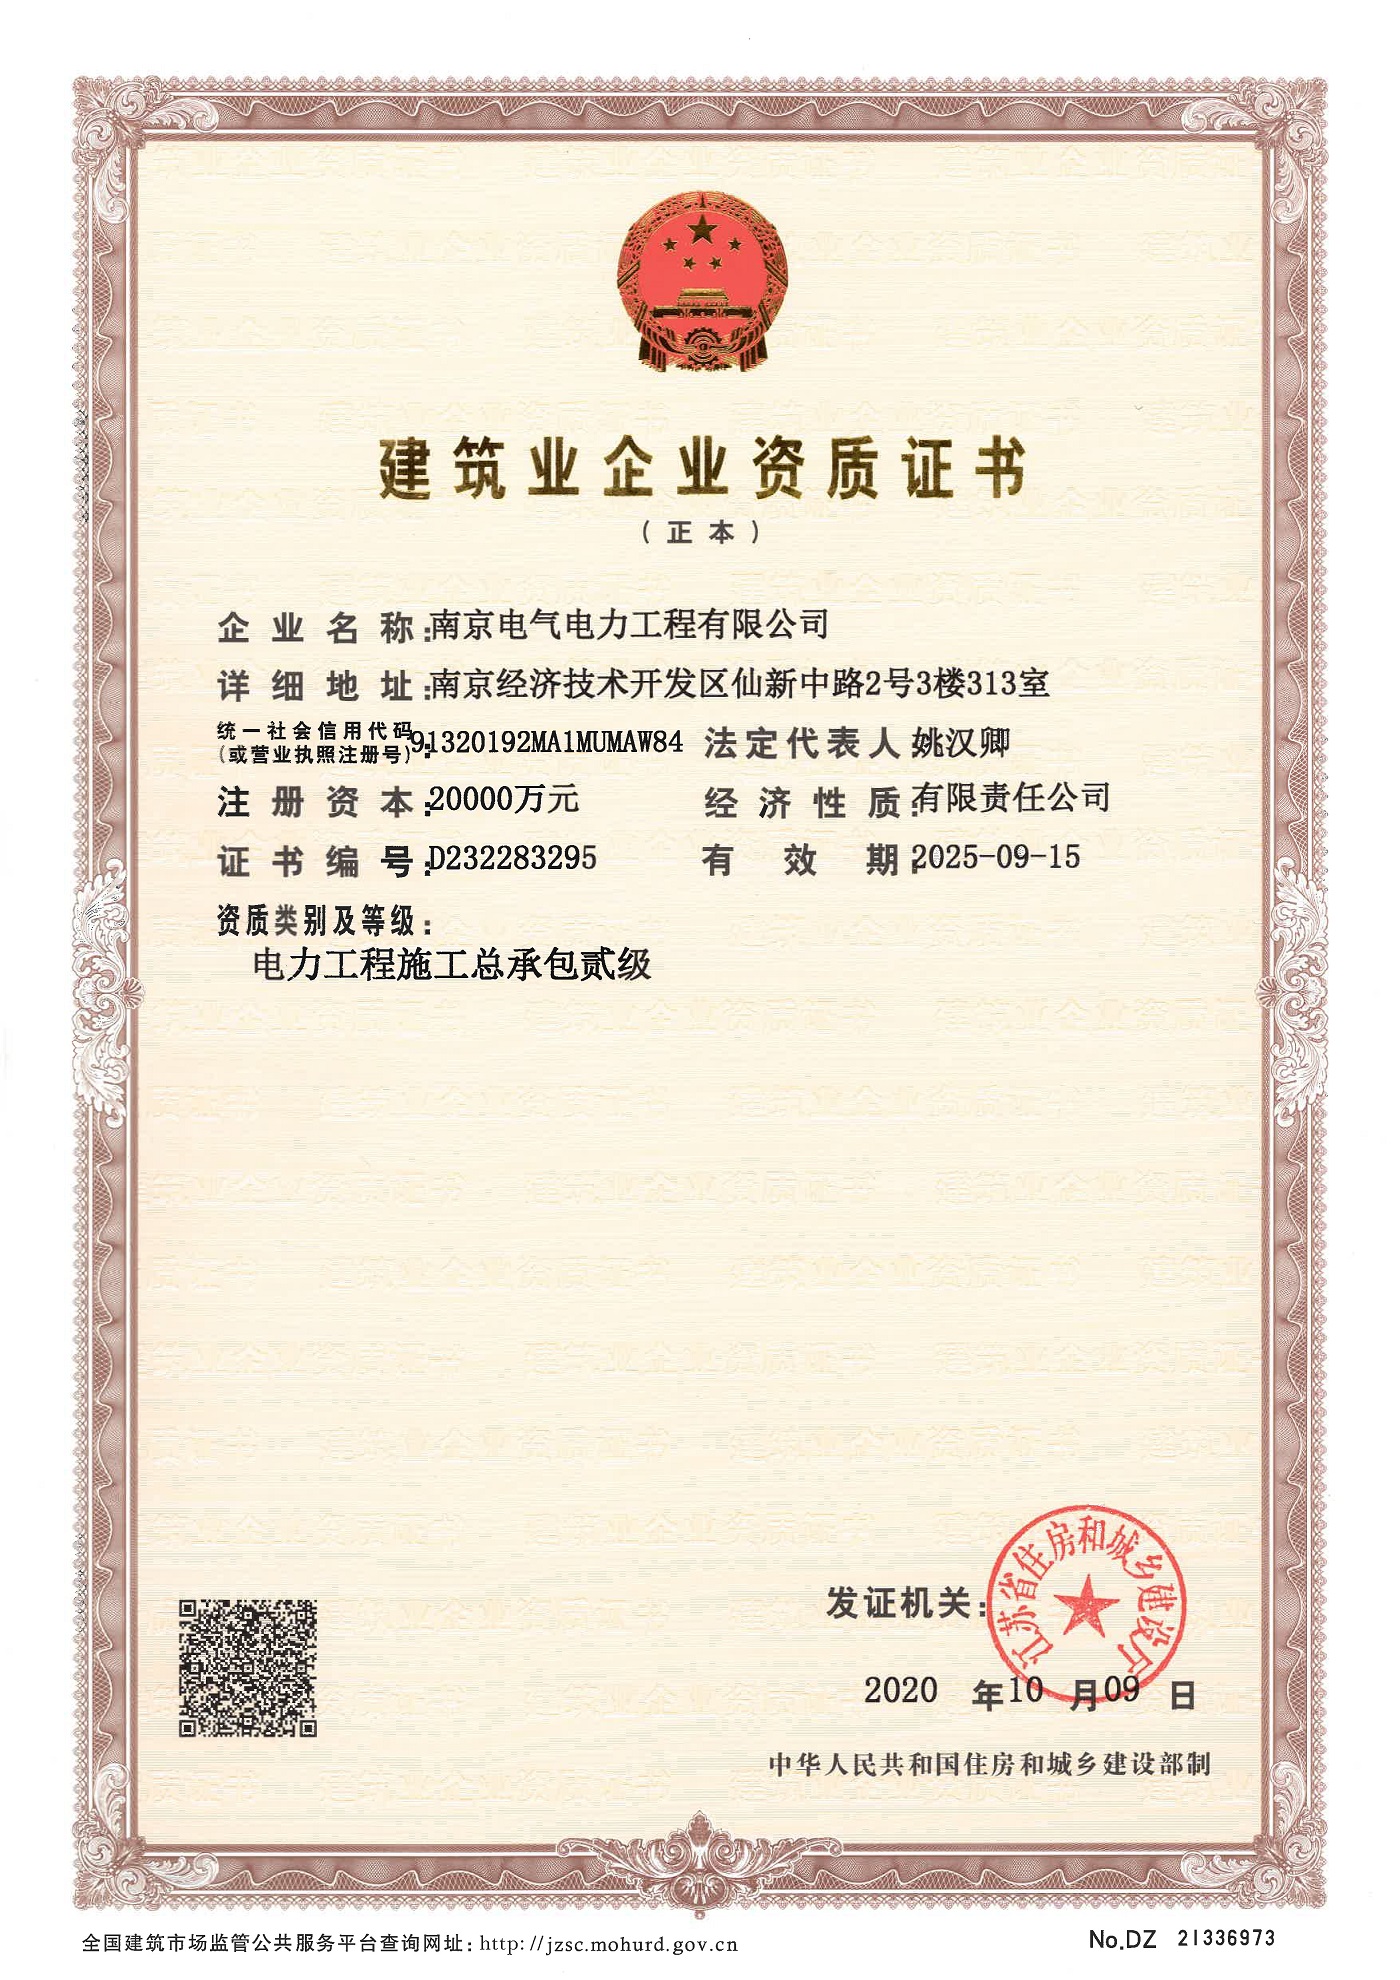 建筑业企业资质证书
（正本）
企业名称：南京电气电力工程有限公司
详细地址：南京经济技术开发区仙新中路2号3楼313室
统一社会信用代码
(或营业执照注册号)：91320192MA1MUMAW84 法定代表人 姚汉卿
注册资本：20000万元 经济性质：有限责任公司
证书编号：D232283295 有效期：2025-09-15
资质类别及等级：
电力工程施工总承包贰级
发证机关：
江苏省住房和城乡建设厅
2020 年10 月09 日
中华人民共和国住房和城乡建设部制
全国建筑市场监管公共服务平台查询网址：http://jzsc.mohurd.gov.cn
No.DZ 21336973